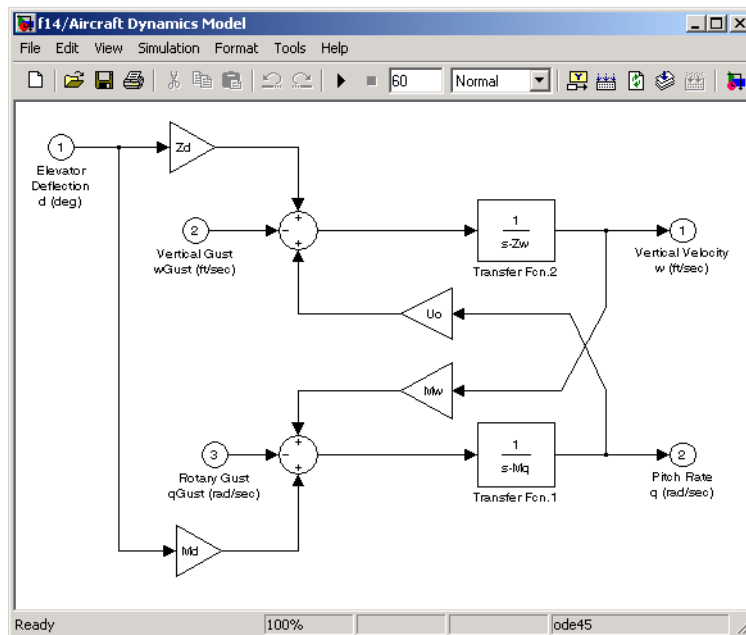 f14/Aircraft Dynamics Model
File Edit View Simulation Format Tools Help
60 Normal
1
Elevator
Deflection
d (deg)
Zd
2
Vertical Gust
wGust (ft/sec)
+
-
+
1
s-Zw
Transfer Fcn.2
1
Vertical Velocity
w (ft/sec)
Uo
Mw
3
Rotary Gust
qGust (rad/sec)
+
-
+
1
s-Mq
Transfer Fcn.1
2
Pitch Rate
q (rad/sec)
Md
Ready 100% ode45